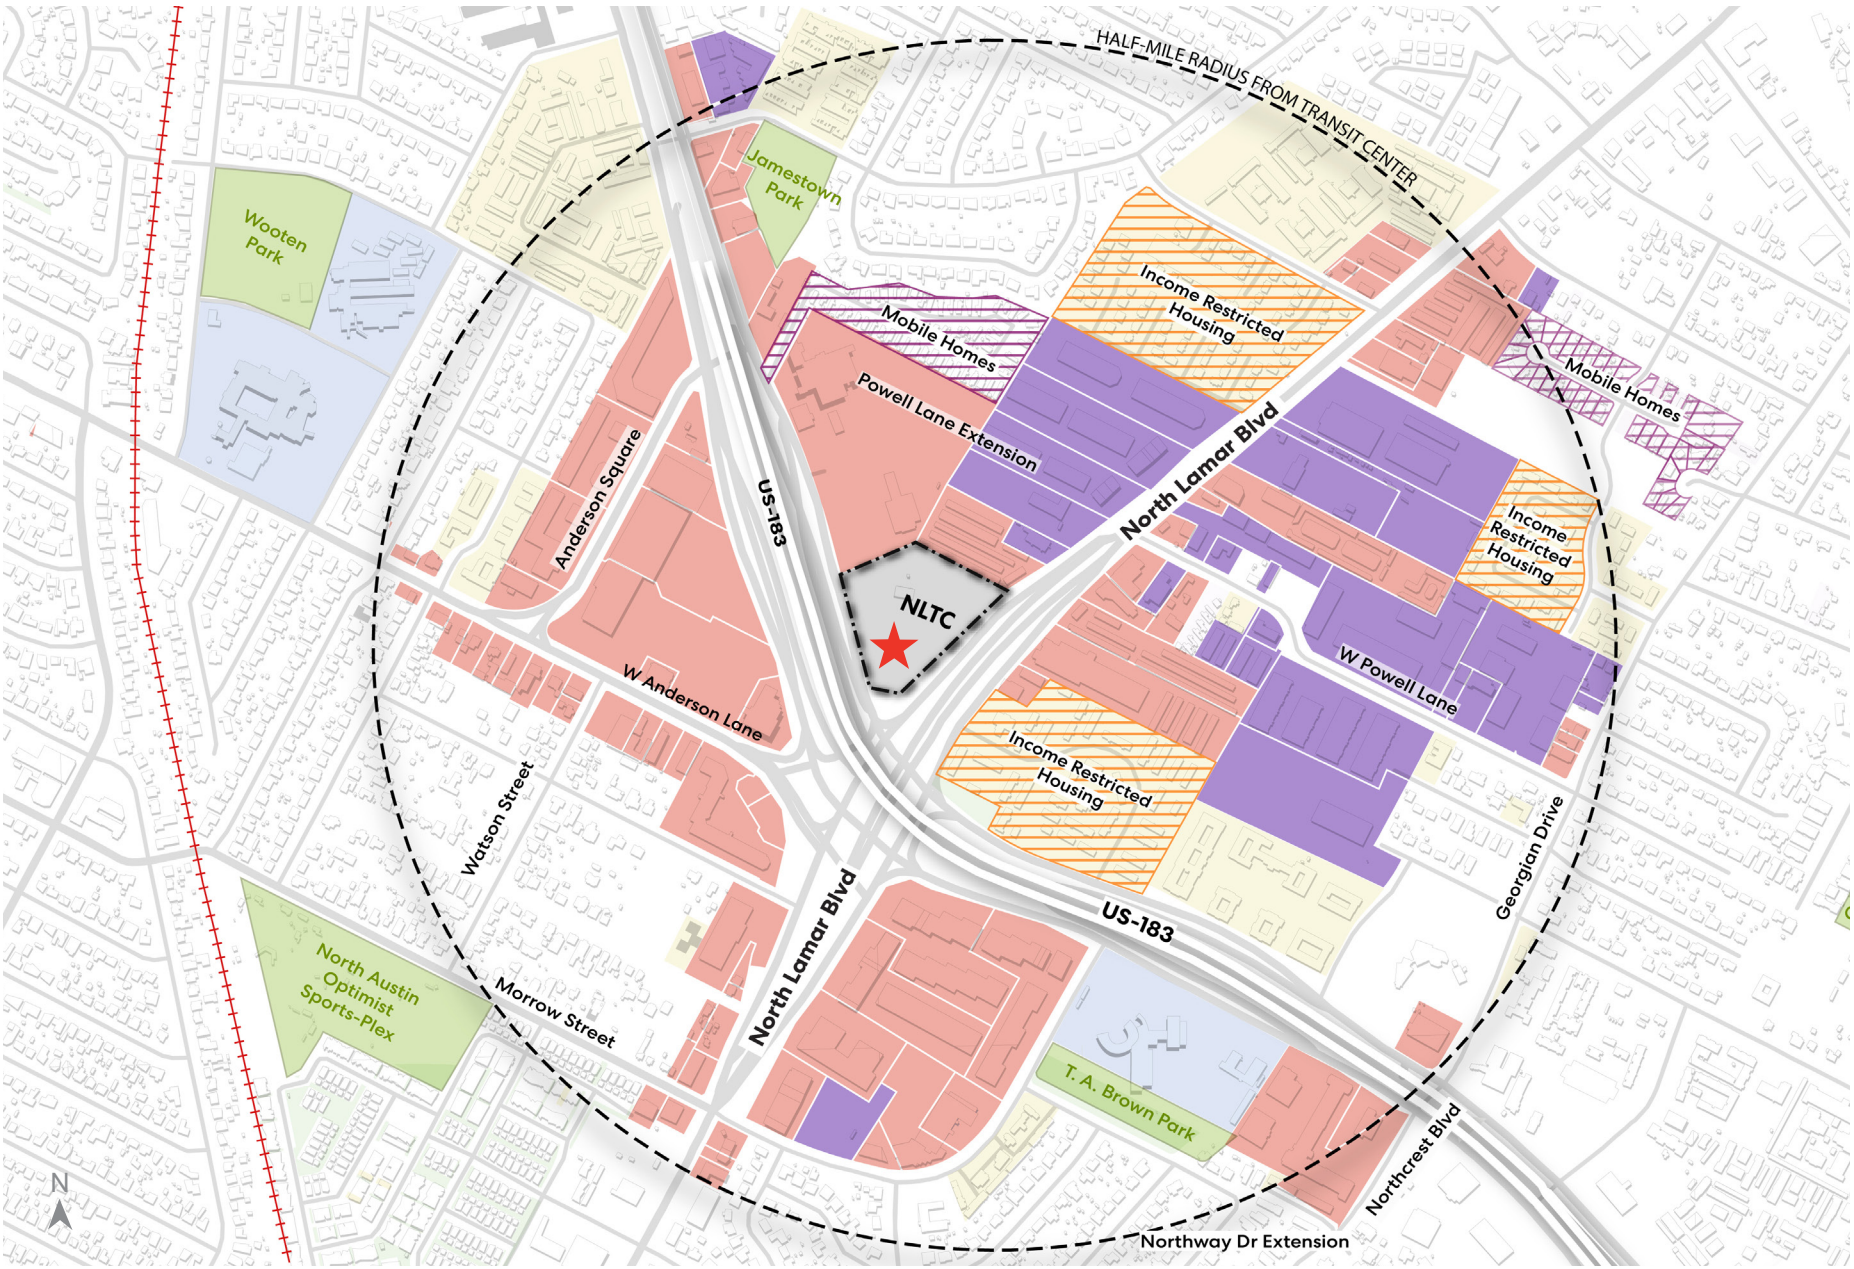 HALF-MILE RADIUS FROM TRANSIT CENTER
Jamestown
Park
Wooten
Park
Income Restricted
Housing
Mobile Homes
Mobile Homes
Powell Lane Extension
North Lamar Blvd
Anderson Square
US-183
Income
Restricted
Housing
NLTC
W Anderson Lane
W Powell Lane
Income Restricted
Housing
Watson Street
Georgian Drive
US-183
North Lamar Blvd
North Austin
Optimist
Sports-Plex
Morrow Street
T. A. Brown Park
Northcrest Blvd
N
Northway Dr Extension